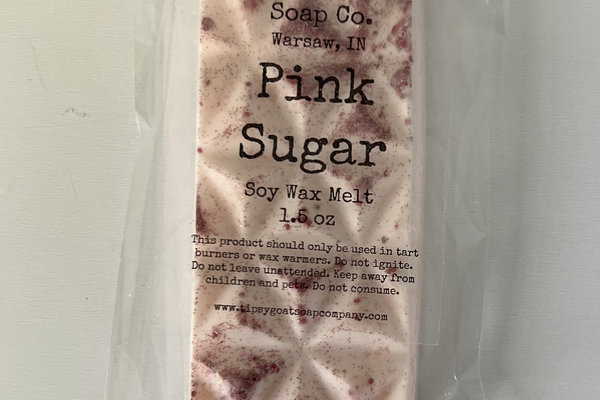 Soap Co.
Warsaw, IN
Pink
Sugar
Soy Wax Melt
1.5 oz
This product should only be used in tart
burners or wax warmers. Do not ignite.
Do not leave unattended. Keep away from
children and pets. Do not consume.
www.tipsygoatsoapcompany.com